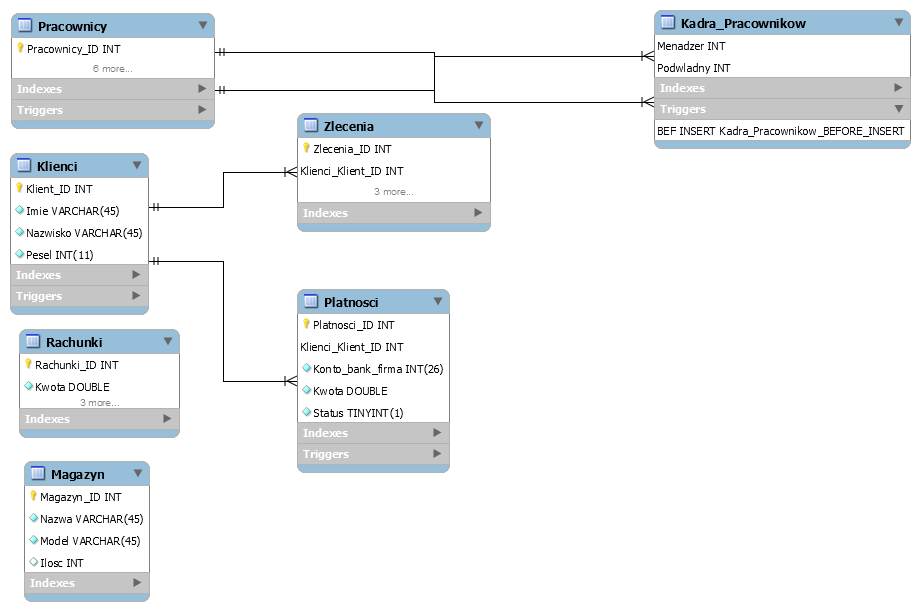 Pracownicy
Pracownicy_ID INT
6 more...
Indexes
Triggers
Kadra_Pracownikow
Menadzer INT
Podwladny INT
Indexes
Triggers
BEF INSERT Kadra_Pracownikow_BEFORE_INSERT
Zlecenia
Zlecenia_ID INT
Klienci_Klient_ID INT
3 more...
Indexes
Klienci
Klient_ID INT
Imie VARCHAR(45)
Nazwisko VARCHAR(45)
Pesel INT(11)
Indexes
Triggers
Platnosci
Platnosci_ID INT
Klienci_Klient_ID INT
Konto_bank_firma INT(26)
Kwota DOUBLE
Status TINYINT(1)
Indexes
Triggers
Rachunki
Rachunki_ID INT
Kwota DOUBLE
3 more...
Indexes
Magazyn
Magazyn_ID INT
Nazwa VARCHAR(45)
Model VARCHAR(45)
Ilosc INT
Indexes